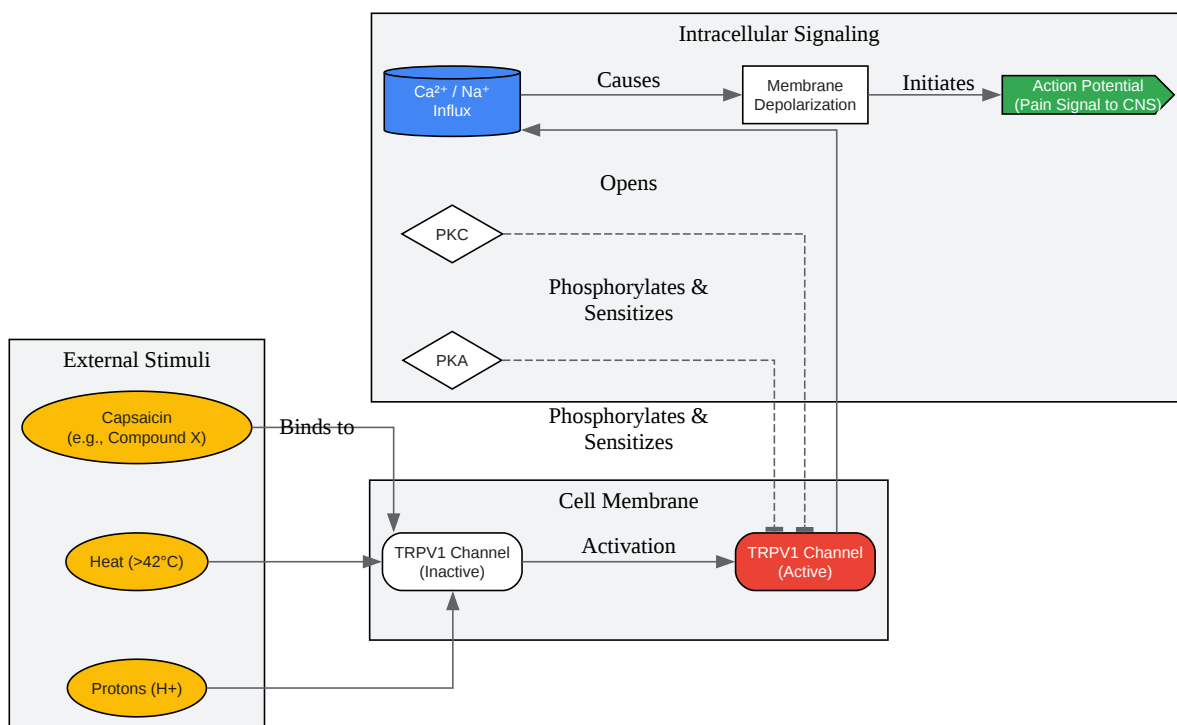 Intracellular Signaling
Ca²⁺ / Na⁺
Influx
Causes
Membrane
Depolarization
Initiates
Action Potential
(Pain Signal to CNS)
Opens
PKC
Phosphorylates &
Sensitizes
PKA
Phosphorylates &
Sensitizes
External Stimuli
Capsaicin
(e.g., Compound X)
Binds to
Heat (>42°C)
Protons (H+)
Cell Membrane
TRPV1 Channel
(Inactive)
Activation
TRPV1 Channel
(Active)